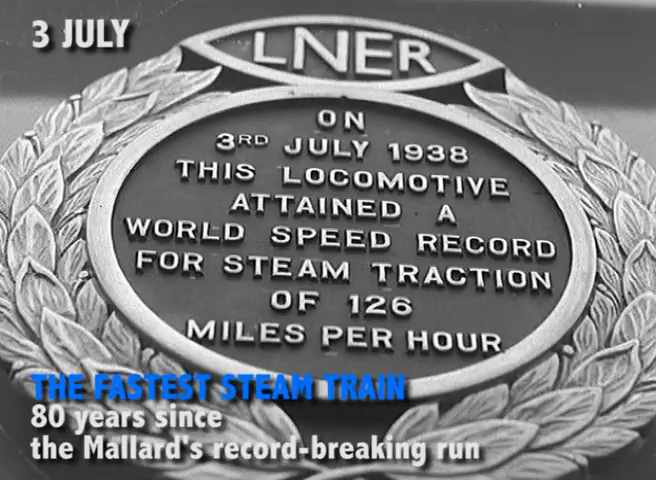 3 JULY
LNER
ON
3RD JULY 1938
THIS LOCOMOTIVE
ATTAINED A
WORLD SPEED RECORD
FOR STEAM TRACTION
OF 126
MILES PER HOUR
THE FASTEST STEAM TRAIN
80 years since
the Mallard's record-breaking run